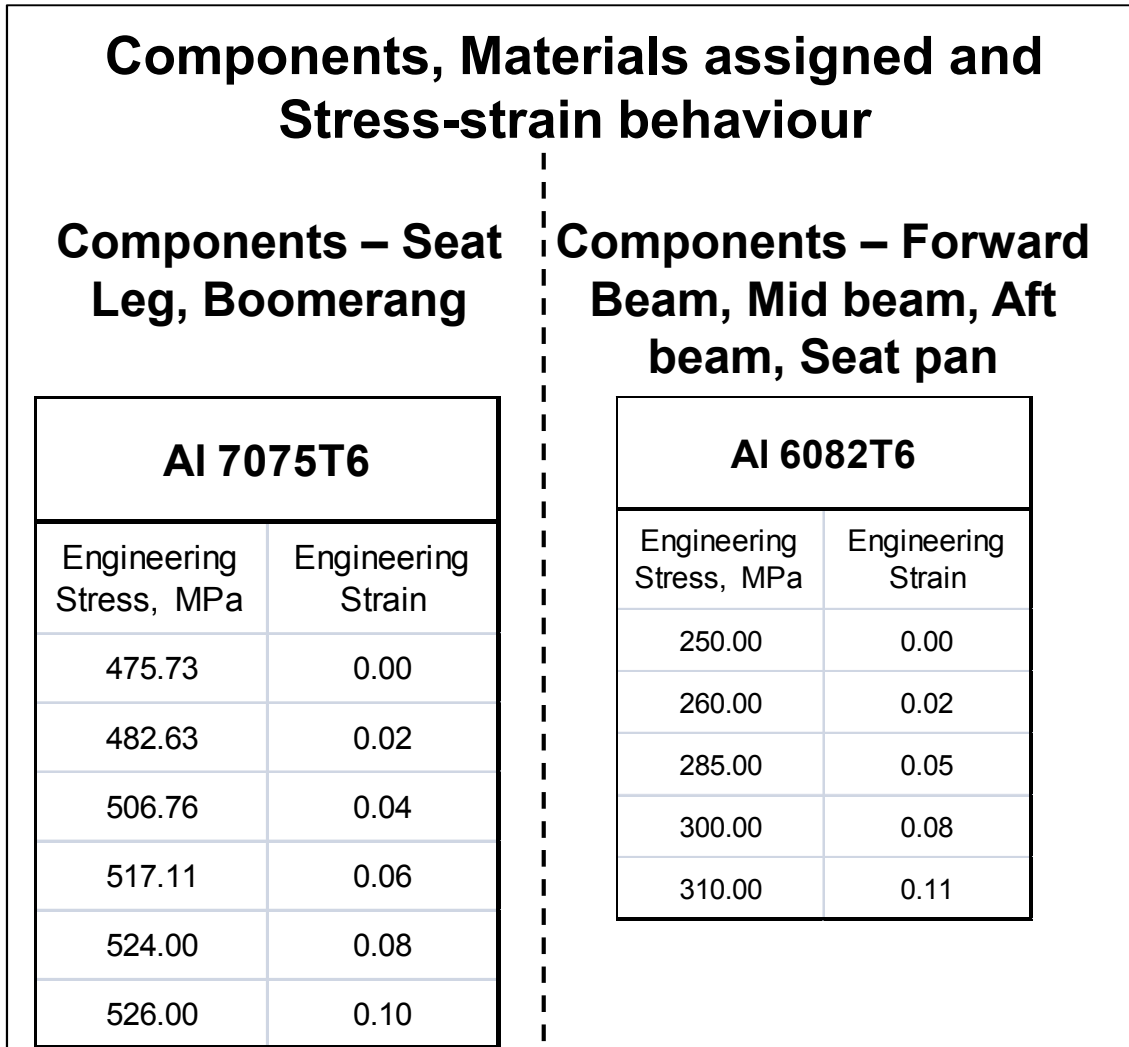 Components, Materials assigned and
Stress-strain behaviour
Components – Seat
Leg, Boomerang
Al 7075T6
Engineering Stress, MPa Engineering Strain
475.73 0.00
482.63 0.02
506.76 0.04
517.11 0.06
524.00 0.08
526.00 0.10
Components – Forward
Beam, Mid beam, Aft
beam, Seat pan
Al 6082T6
Engineering Stress, MPa Engineering Strain
250.00 0.00
260.00 0.02
285.00 0.05
300.00 0.08
310.00 0.11